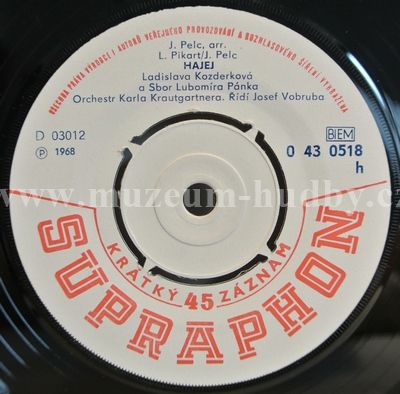 VŠECHNA PRÁVA VÝROBCE I AUTORŮ VEŘEJNÉHO PROVOZOVÁNÍ A ROZHLASOVÉHO ŠÍŘENÍ VYHRAŽENA
J. Pelc, arr.
L. Pikart/J. Pelc
HAJEJ
Ladislava Kozderková
a Sbor Lubomíra Pánka
Orchestr Karla Krautgartnera. Řídí Josef Vobruba
D 03012
Ⓟ 1968
BIEM
0 43 0518
h
www.muzeum-hudby.cz
KRÁTKÝ 45 ZÁZNAM
SUPRAPHON